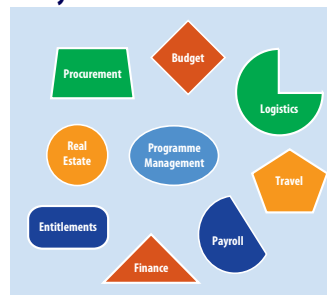 Budget
Procurement
Logistics
Real
Estate
Programme
Management
Travel
Entitlements
Payroll
Finance